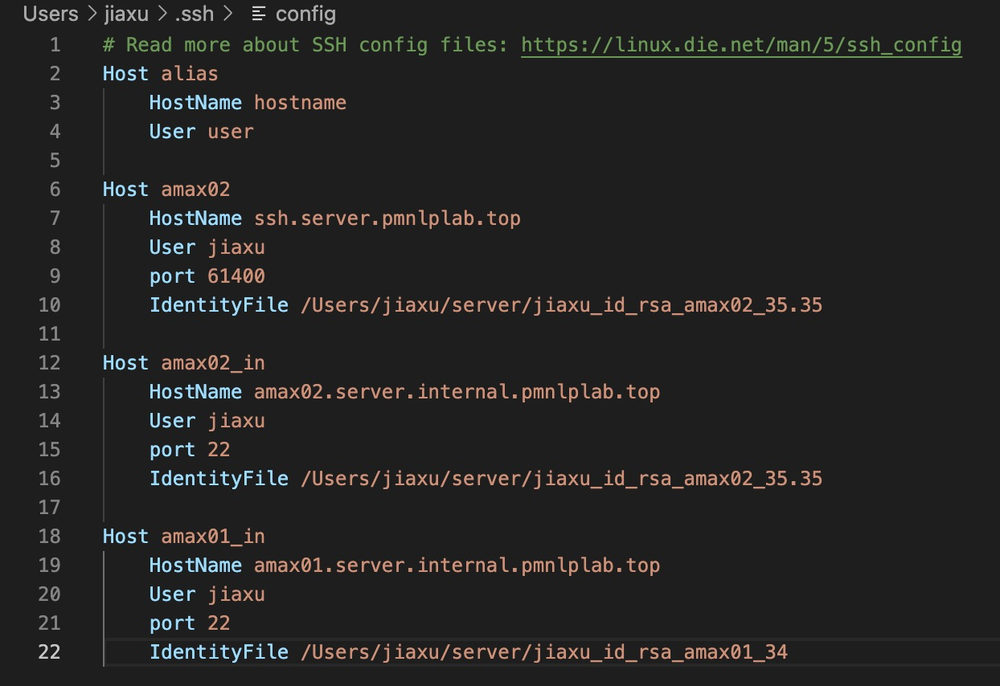 Users > jiaxu > .ssh > config
1 # Read more about SSH config files: https://linux.die.net/man/5/ssh_config
2 Host alias
3 HostName hostname
4 User user
5
6 Host amax02
7 HostName ssh.server.pmnlplab.top
8 User jiaxu
9 port 61400
10 IdentityFile /Users/jiaxu/server/jiaxu_id_rsa_amax02_35.35
11
12 Host amax02_in
13 HostName amax02.server.internal.pmnlplab.top
14 User jiaxu
15 port 22
16 IdentityFile /Users/jiaxu/server/jiaxu_id_rsa_amax02_35.35
17
18 Host amax01_in
19 HostName amax01.server.internal.pmnlplab.top
20 User jiaxu
21 port 22
22 IdentityFile /Users/jiaxu/server/jiaxu_id_rsa_amax01_34